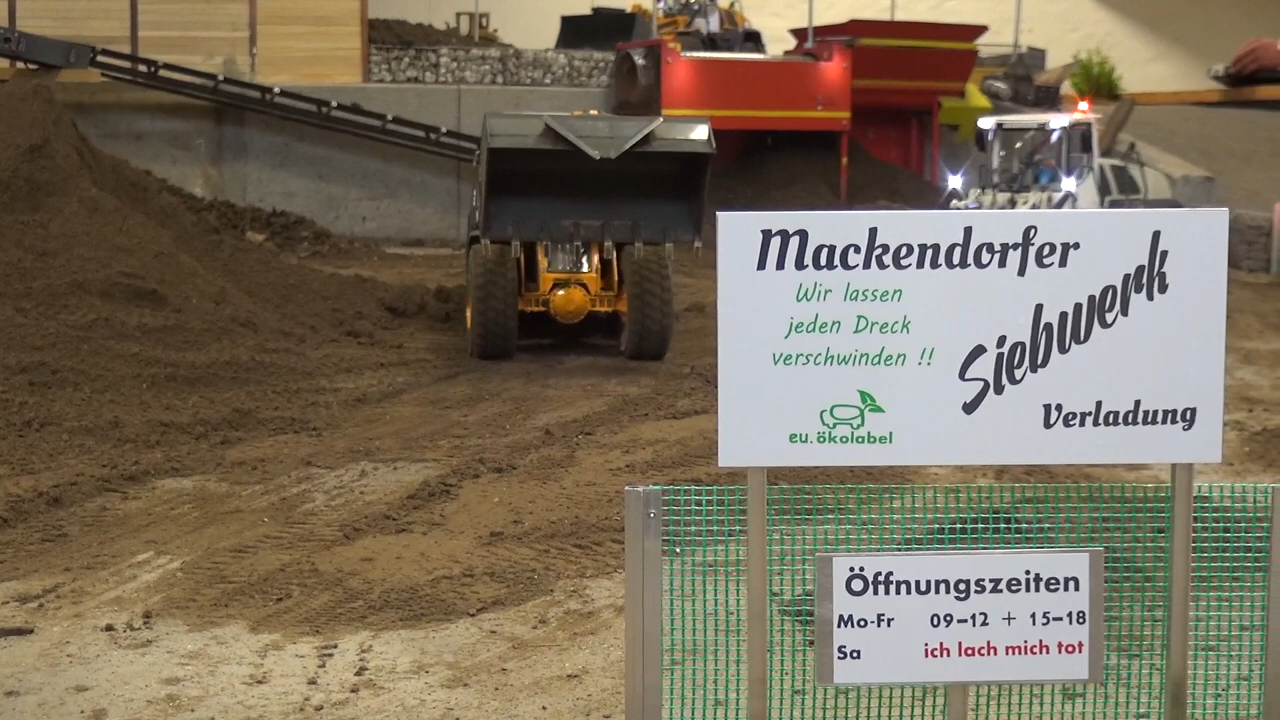 Mackendorfer
Wir lassen
jeden Dreck
verschwinden !!
Siebwerk
Verladung
eu.ökolabel
Öffnungszeiten
Mo-Fr 09-12 + 15-18
Sa ich lach mich tot